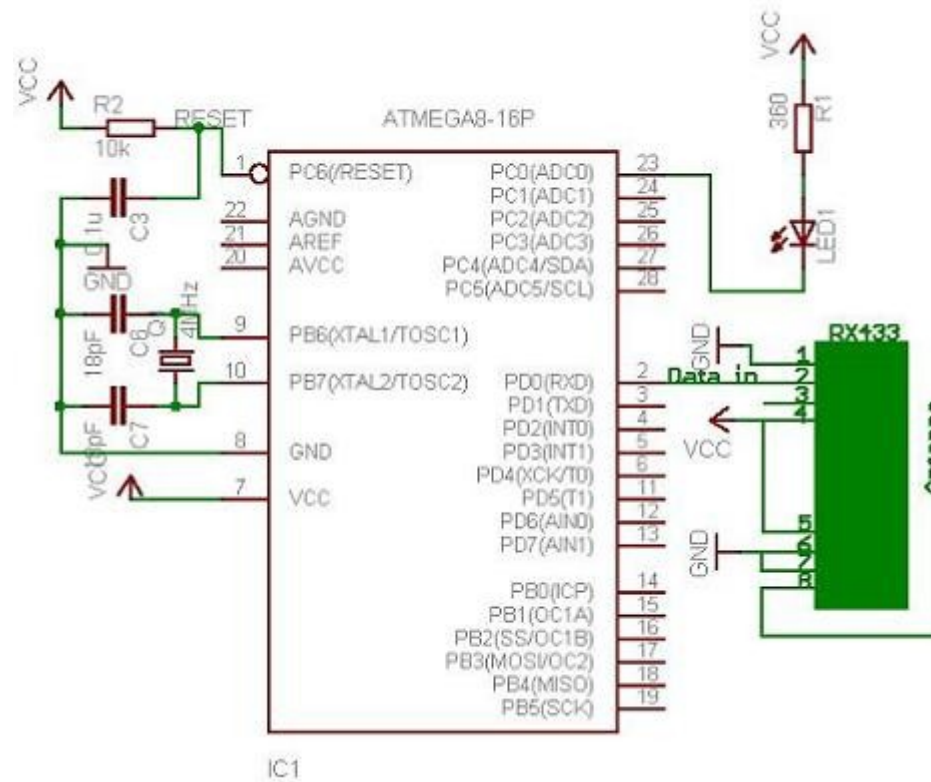 VCC
R2
10k
RESET
C3
0.1u
GND
18pF
C6
Q
4MHz
C7
VCC
ATMEGA8-16P
1 PC6(/RESET)
22 AGND
21 AREF
20 AVCC
9 PB6(XTAL1/TOSC1)
10 PB7(XTAL2/TOSC2)
8 GND
7 VCC
PC0(ADC0) 23
PC1(ADC1) 24
PC2(ADC2) 25
PC3(ADC3) 26
PC4(ADC4/SDA) 27
PC5(ADC5/SCL) 28
PD0(RXD) 2
PD1(TXD) 3
PD2(INT0) 4
PD3(INT1) 5
PD4(XCK/T0) 6
PD5(T1) 11
PD6(AIN0) 12
PD7(AIN1) 13
PB0(ICP) 14
PB1(OC1A) 15
PB2(SS/OC1B) 16
PB3(MOSI/OC2) 17
PB4(MISO) 18
PB5(SCK) 19
IC1
VCC
360
R1
LED1
Data in
GND
VCC
GND
RX433
1
2
3
4
5
6
7
8